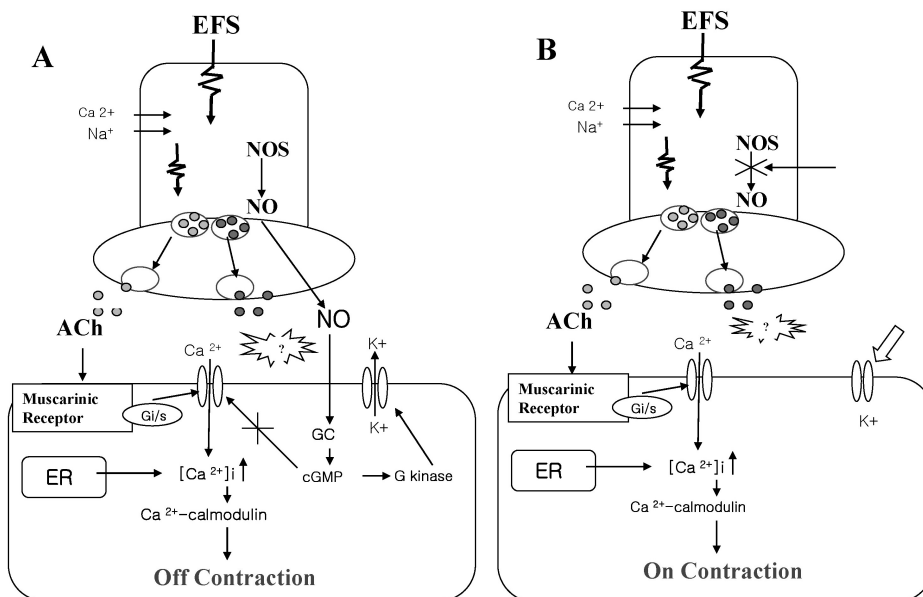 A
EFS
Ca 2+
Na+
NOS
NO
ACh
?
NO
Ca 2+
K+
Muscarinic
Receptor
Gi/s
K+
GC
ER
[Ca 2+]i
cGMP
G kinase
Ca 2+-calmodulin
Off Contraction
B
EFS
Ca 2+
Na+
NOS
NO
ACh
?
Ca 2+
Muscarinic
Receptor
Gi/s
K+
ER
[Ca 2+]i
Ca 2+-calmodulin
On Contraction